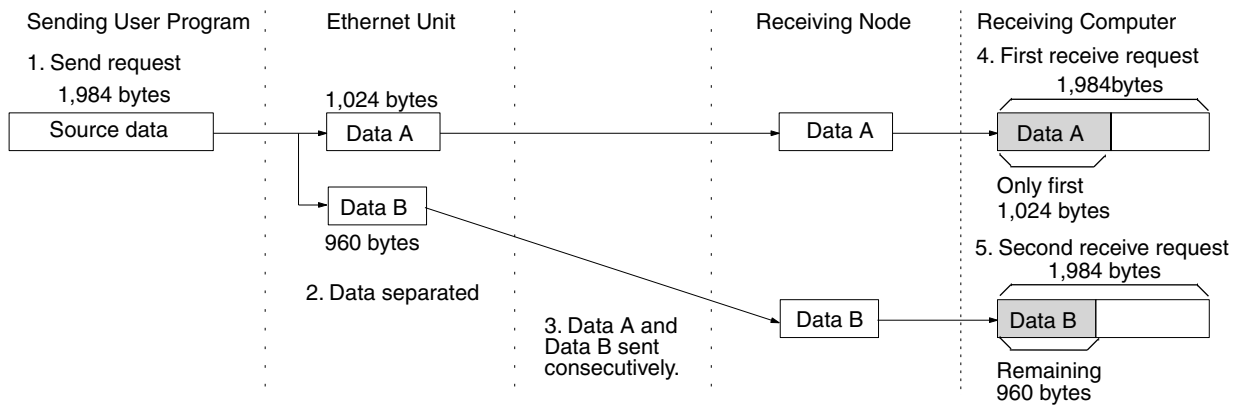 Sending User Program
Ethernet Unit
Receiving Node
Receiving Computer
1. Send request
1,984 bytes
Source data
1,024 bytes
Data A
Data B
960 bytes
2. Data separated
3. Data A and
Data B sent
consecutively.
Data A
Data B
4. First receive request
1,984bytes
Data A
Only first
1,024 bytes
5. Second receive request
1,984 bytes
Data B
Remaining
960 bytes